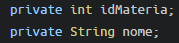 private int idMateria;
private String nome;